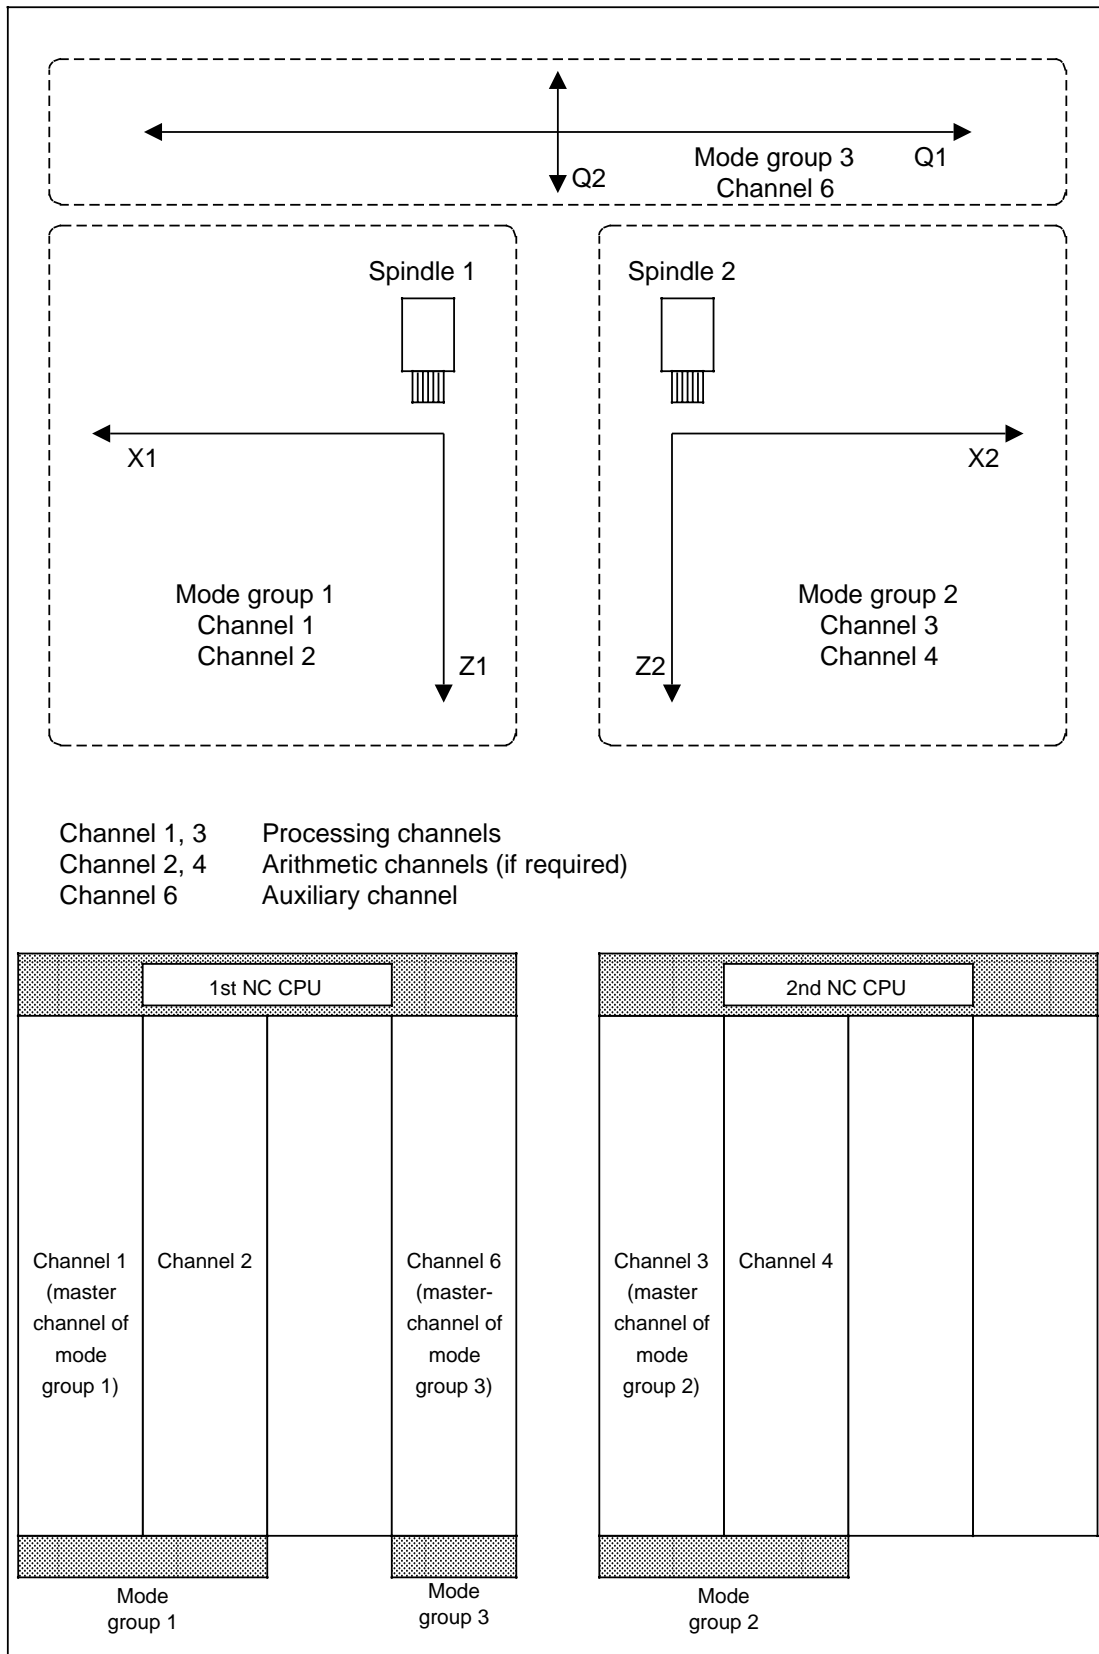 Mode group 3
Q1
Q2
Channel 6
Spindle 1
Spindle 2
X1
X2
Mode group 1
Channel 1
Channel 2
Z1
Mode group 2
Channel 3
Channel 4
Z2
Channel 1, 3 Processing channels
Channel 2, 4 Arithmetic channels (if required)
Channel 6 Auxiliary channel
1st NC CPU
2nd NC CPU
Channel 1
(master
channel of
mode
group 1)
Channel 2
Channel 6
(master-
channel of
mode
group 3)
Channel 3
(master
channel of
mode
group 2)
Channel 4
Mode
group 1
Mode
group 3
Mode
group 2